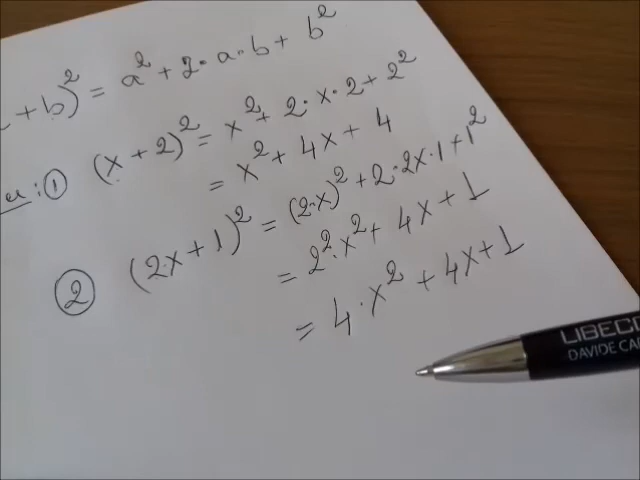 + b)² = a² + 2·a·b + b²
① (x + 2)² = x² + 2·x·2 + 2²
= x² + 4x + 4
② (2·x + 1)² = (2·x)² + 2·2x·1 + 1²
= 2²·x² + 4x + 1
= 4·x² + 4x + 1
LIBECC
DAVIDE CA